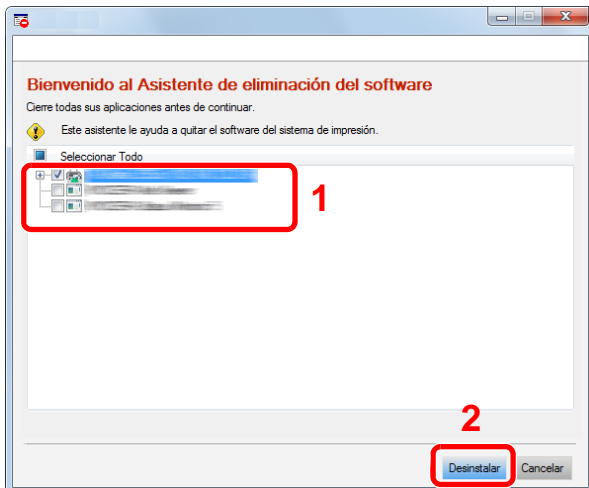 Bienvenido al Asistente de eliminación del software
Cierre todas sus aplicaciones antes de continuar.
Este asistente le ayuda a quitar el software del sistema de impresión.
Seleccionar Todo
1
2
Desinstalar Cancelar